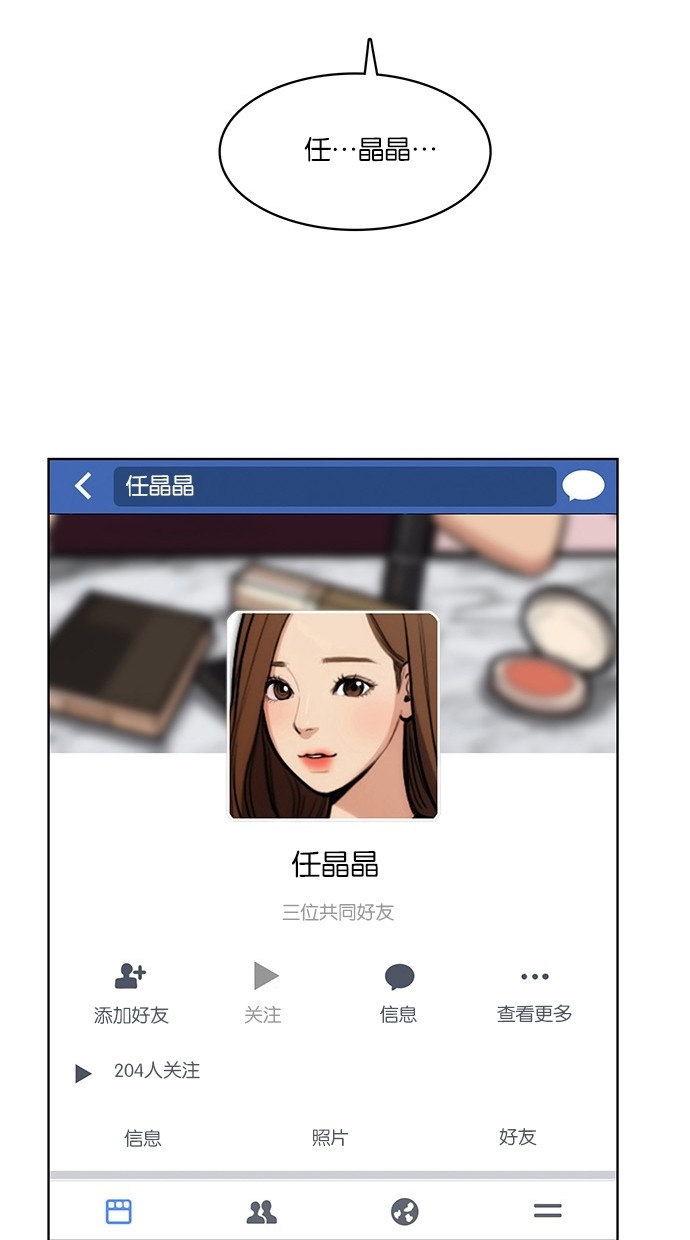 任…晶晶…
任晶晶
任晶晶
三位共同好友
添加好友 关注 信息 查看更多
204人关注
信息 照片 好友